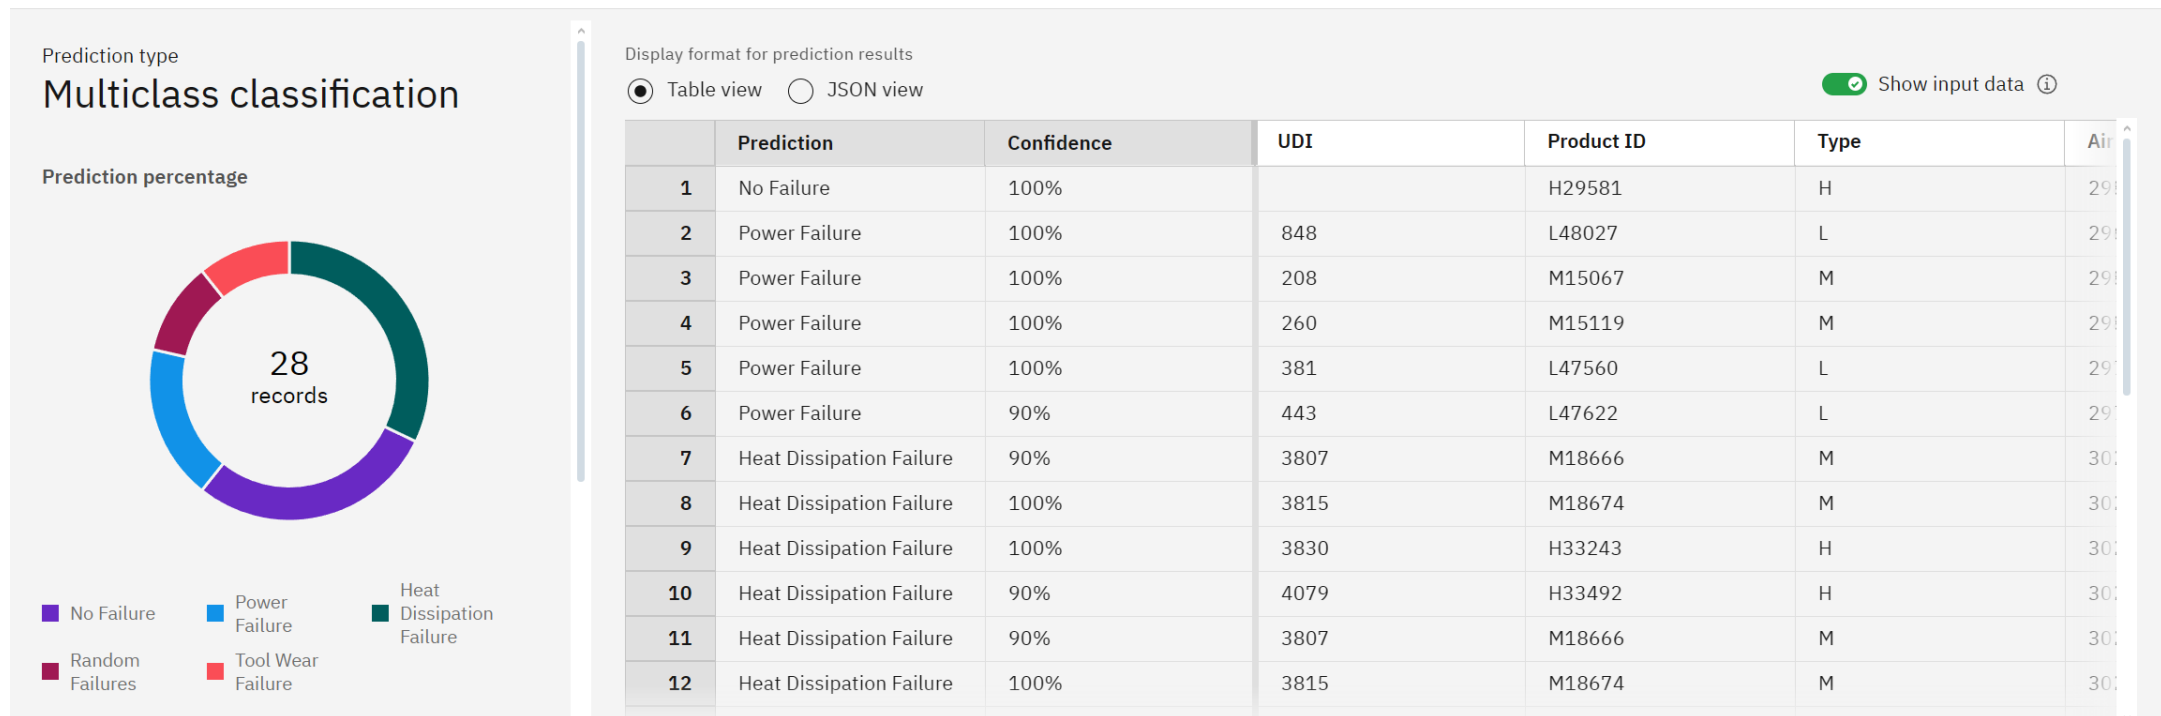 Prediction type
Multiclass classification
Prediction percentage
28
records
No Failure
Power
Failure
Heat
Dissipation
Failure
Random
Failures
Tool Wear
Failure
Display format for prediction results
Table view JSON view
Show input data
Prediction Confidence UDI Product ID Type Air
1 No Failure 100% H29581 H
2 Power Failure 100% 848 L48027 L
3 Power Failure 100% 208 M15067 M
4 Power Failure 100% 260 M15119 M
5 Power Failure 100% 381 L47560 L
6 Power Failure 90% 443 L47622 L
7 Heat Dissipation Failure 90% 3807 M18666 M
8 Heat Dissipation Failure 100% 3815 M18674 M
9 Heat Dissipation Failure 100% 3830 H33243 H
10 Heat Dissipation Failure 90% 4079 H33492 H
11 Heat Dissipation Failure 90% 3807 M18666 M
12 Heat Dissipation Failure 100% 3815 M18674 M